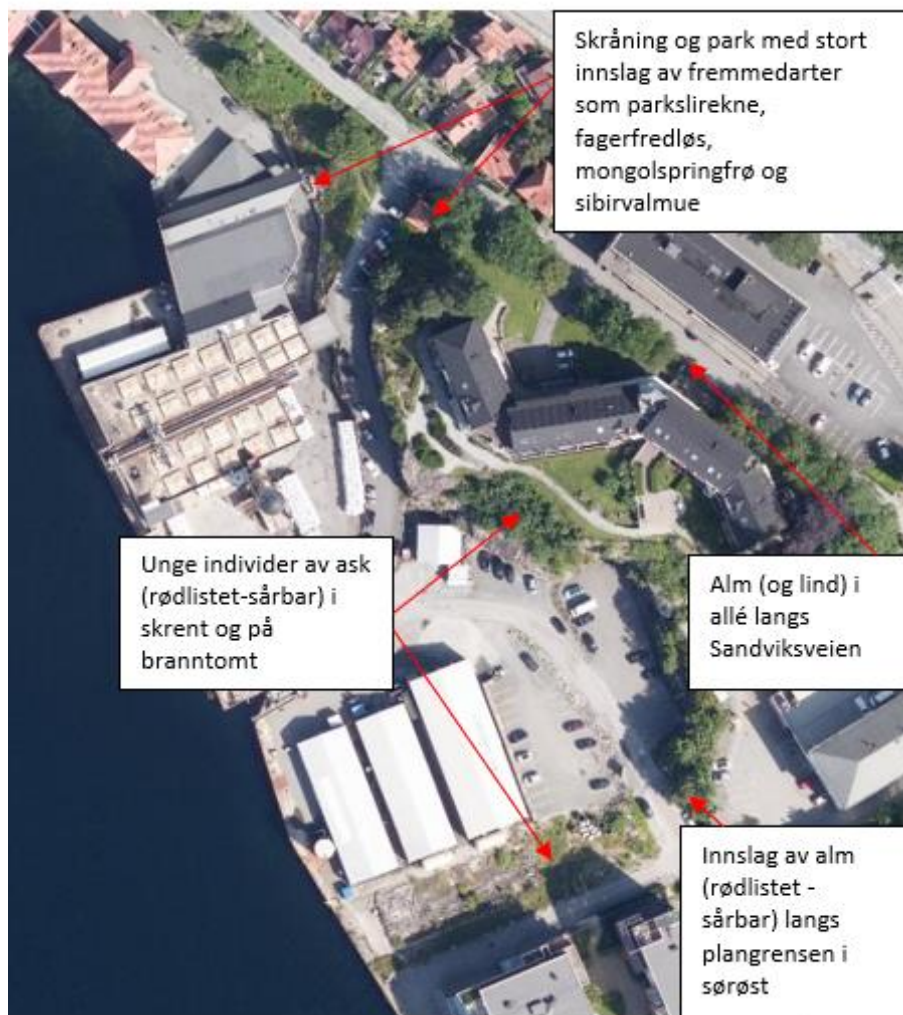 Skråning og park med stort
innslag av fremmedarter
som parkslirekne,
fagerfredløs,
mongolspringfrø og
sibirvalmue
Unge individer av ask
(rødlistet-sårbar) i
skrent og på
branntomt
Alm (og lind) i
allé langs
Sandviksveien
Innslag av alm
(rødlistet -
sårbar) langs
plangrensen i
sørøst